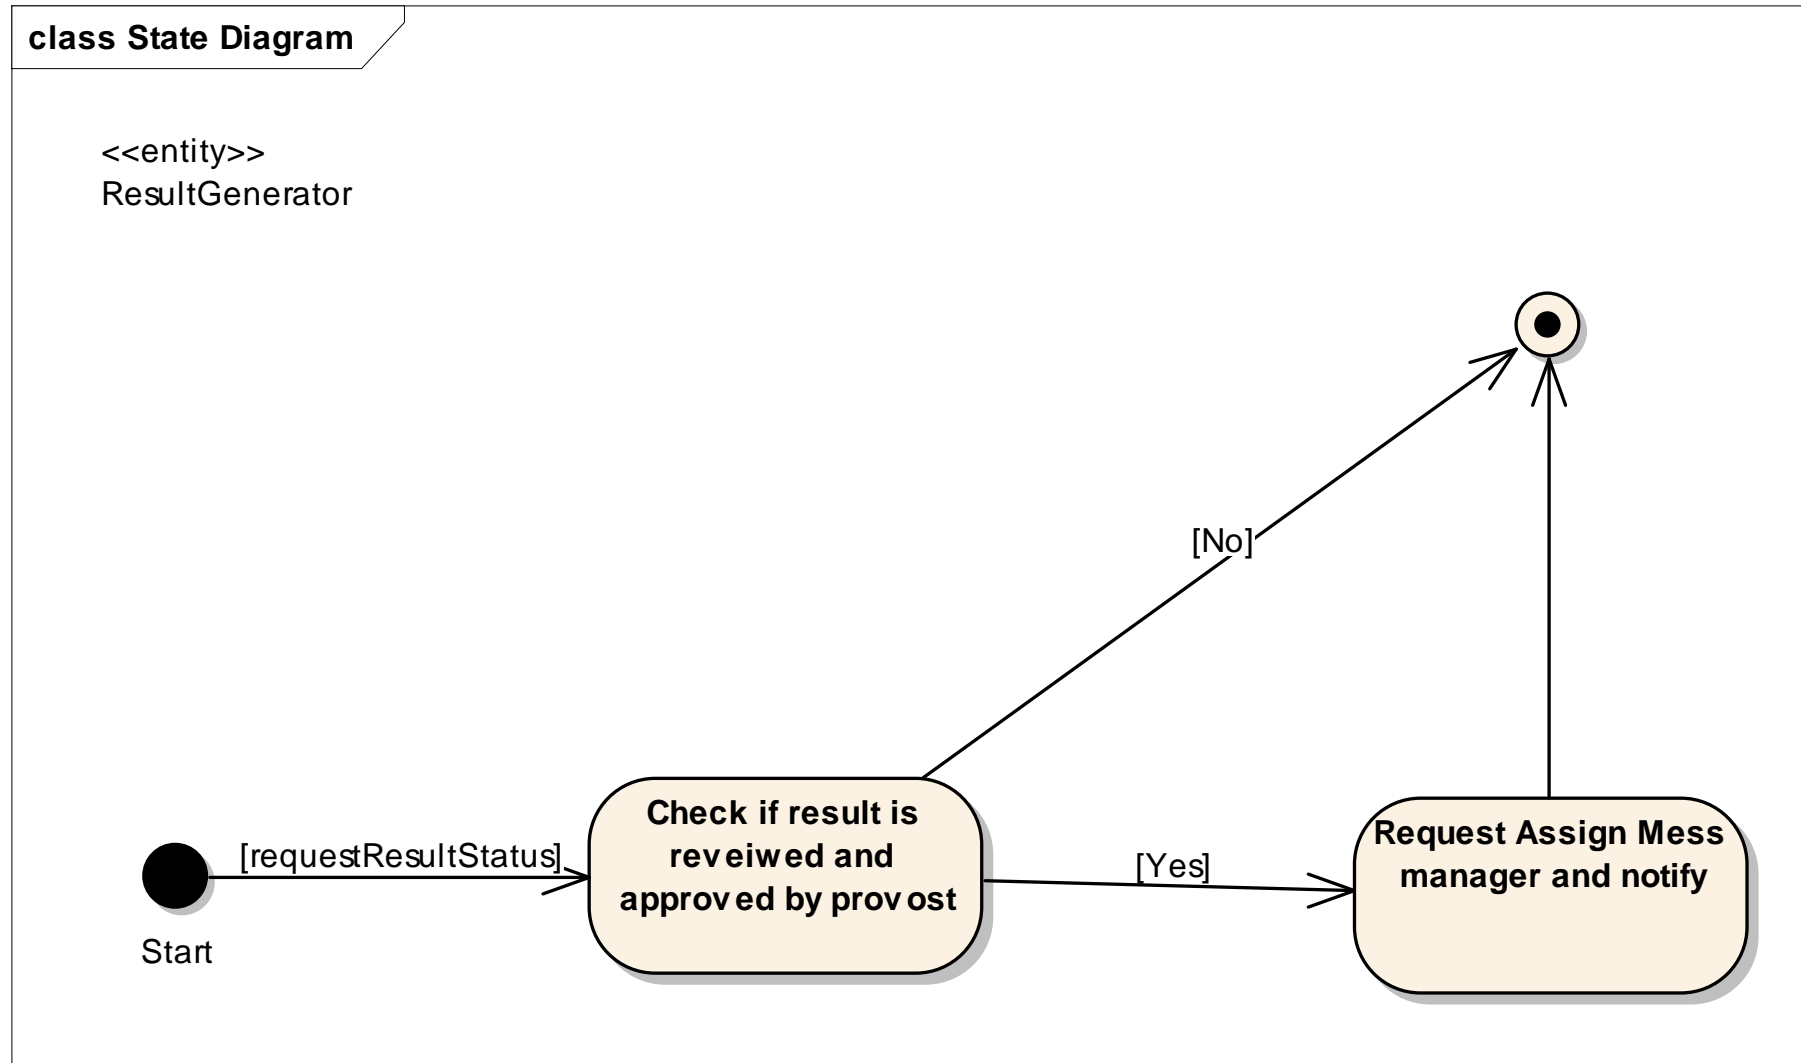 class State Diagram
<<entity>>
ResultGenerator
[No]
Check if result is
reveiwed and
approved by provost
Request Assign Mess
manager and notify
[requestResultStatus]
[Yes]
Start